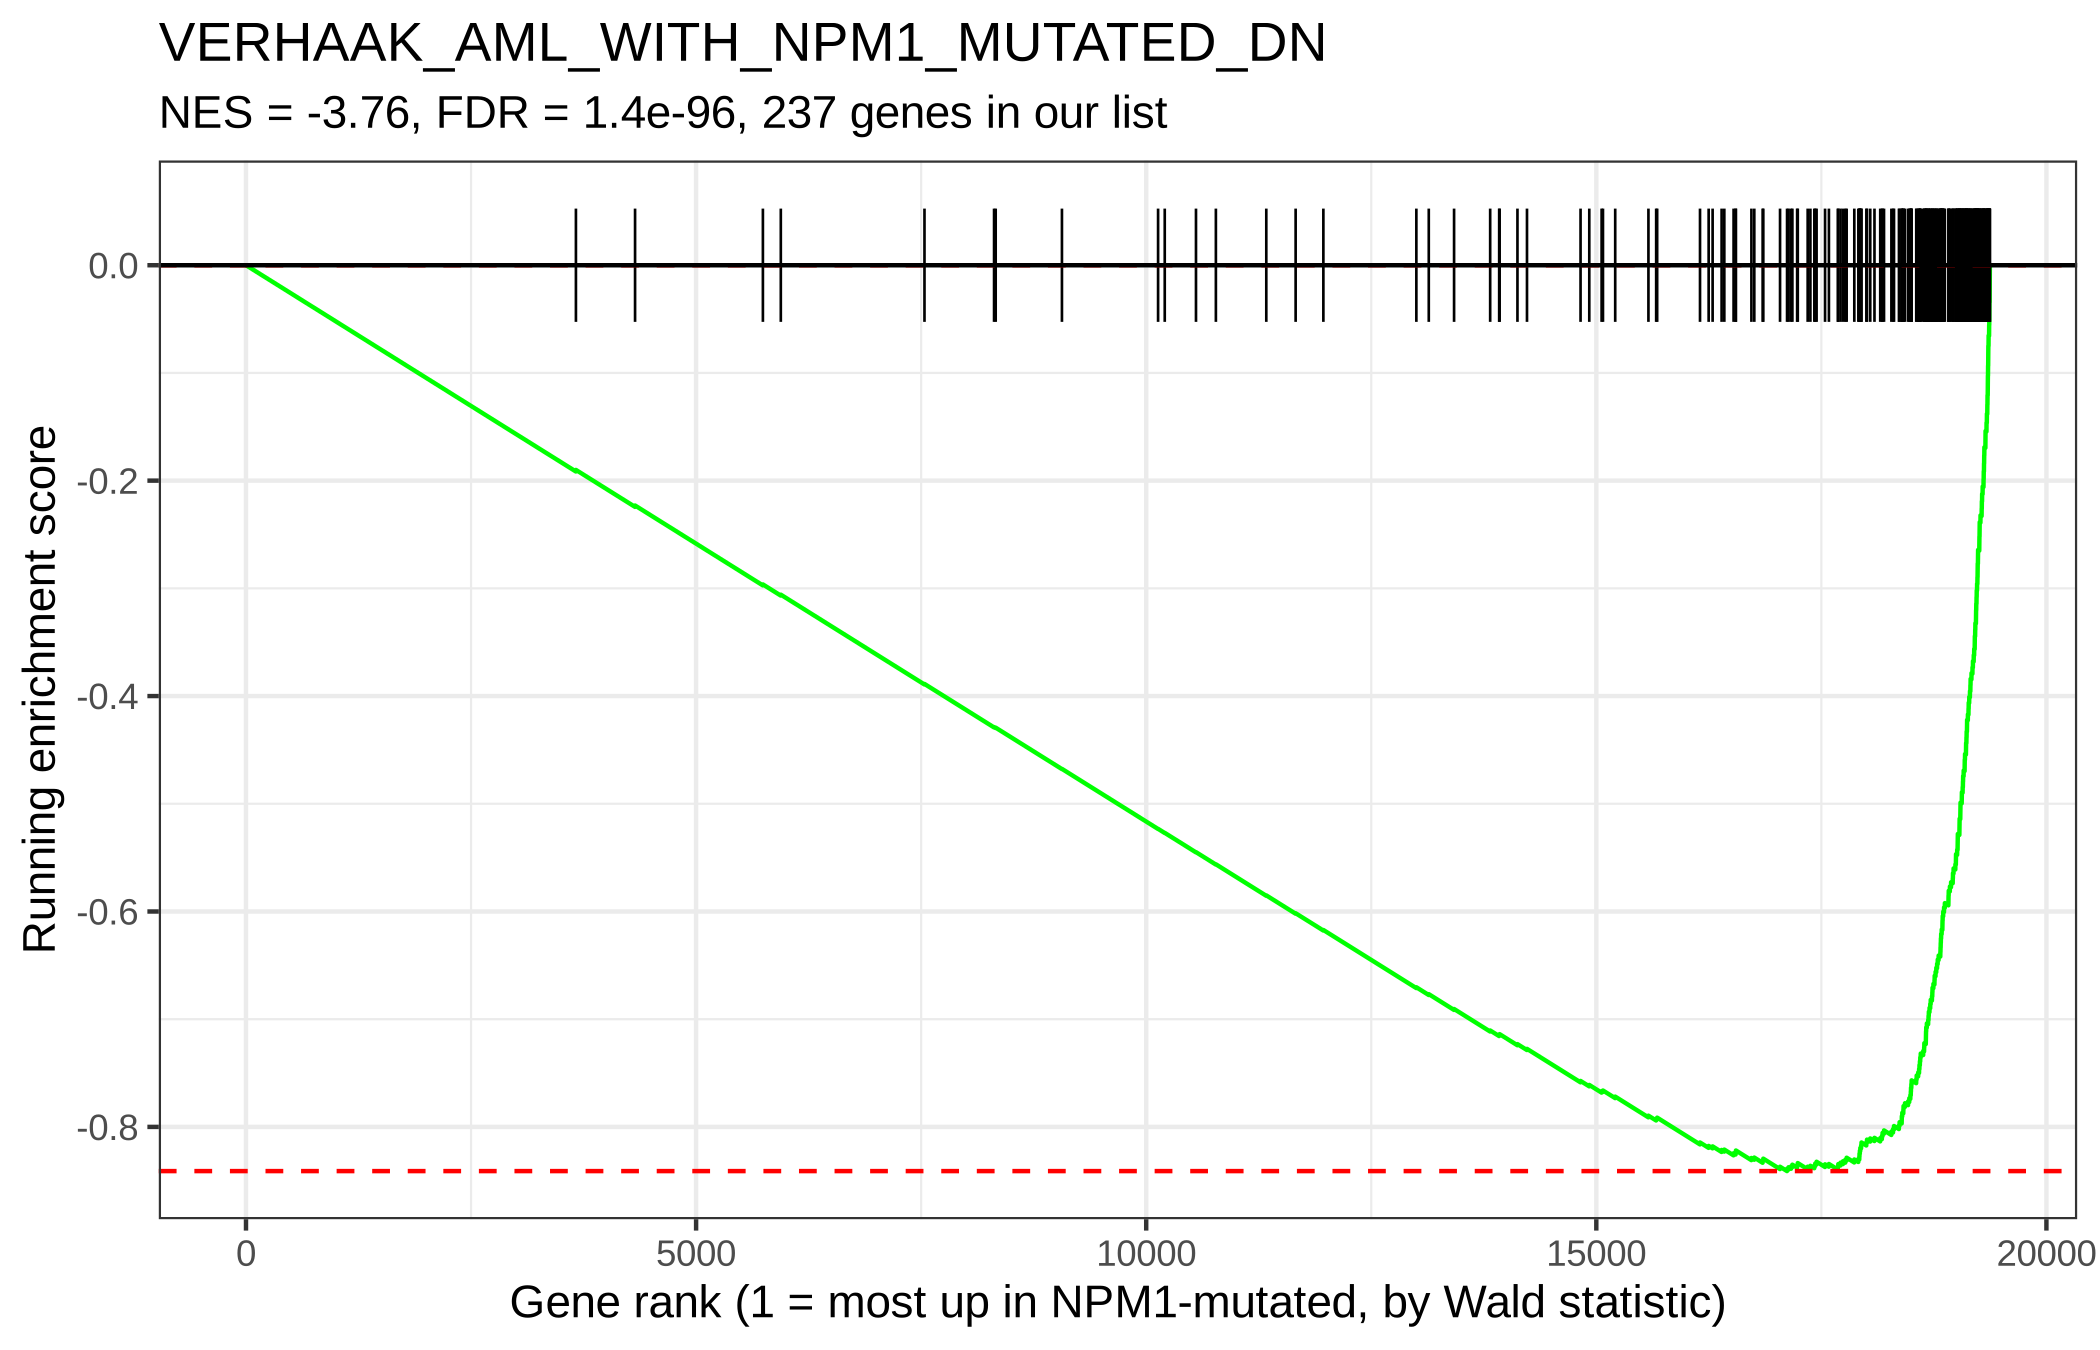 VERHAAK_AML_WITH_NPM1_MUTATED_DN
NES = -3.76, FDR = 1.4e-96, 237 genes in our list
Running enrichment score
0.0
-0.2
-0.4
-0.6
-0.8
0
5000
10000
15000
20000
Gene rank (1 = most up in NPM1-mutated, by Wald statistic)